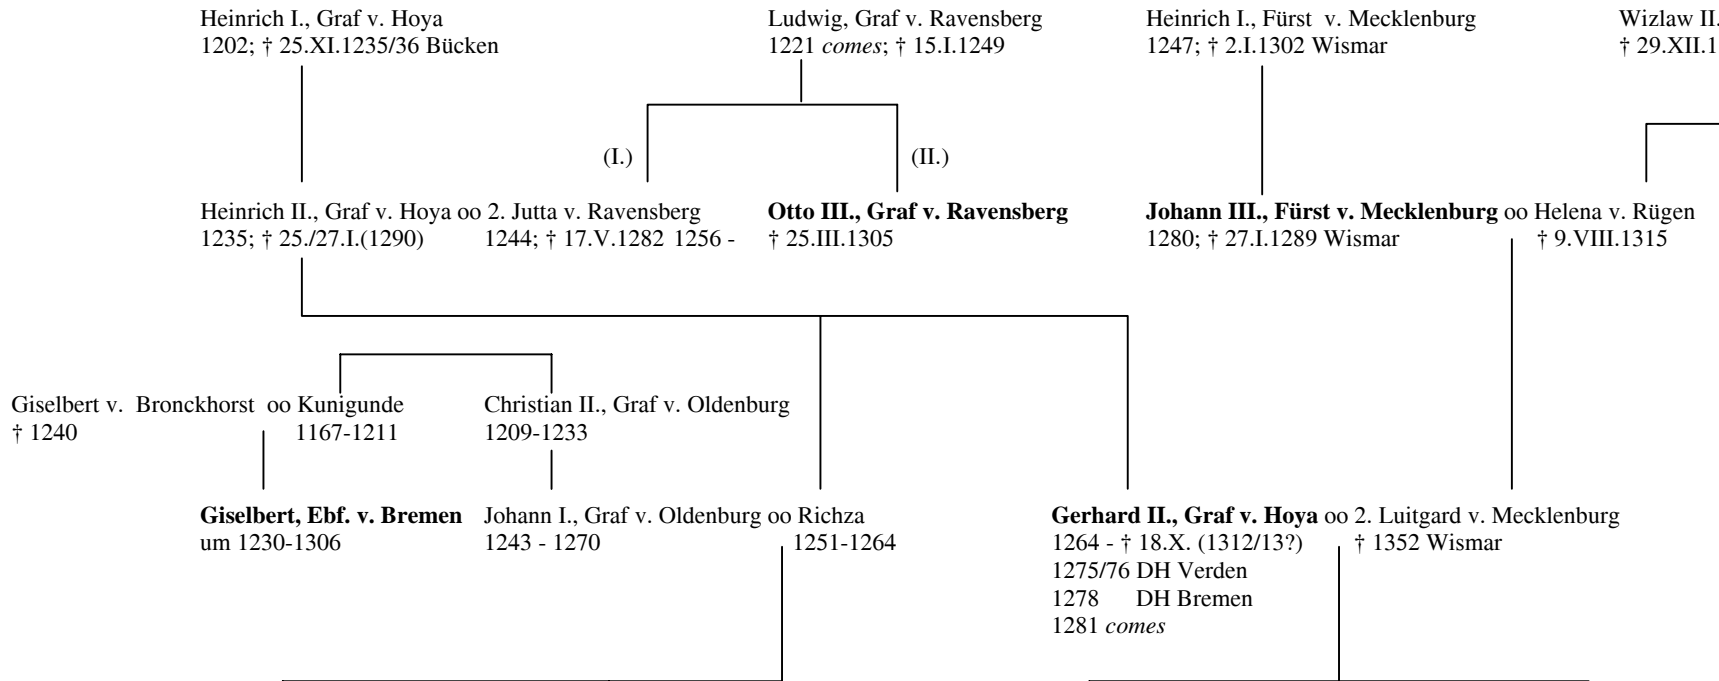 Heinrich I., Graf v. Hoya
1202; † 25.XI.1235/36 Bücken
Ludwig, Graf v. Ravensberg
1221 comes; † 15.I.1249
Heinrich I., Fürst v. Mecklenburg
1247; † 2.I.1302 Wismar
Wizlaw II.
† 29.XII.1
(I.)
(II.)
Heinrich II., Graf v. Hoya oo 2. Jutta v. Ravensberg
1235; † 25./27.I.(1290) 1244; † 17.V.1282 1256 -
Otto III., Graf v. Ravensberg
† 25.III.1305
Johann III., Fürst v. Mecklenburg oo Helena v. Rügen
1280; † 27.I.1289 Wismar † 9.VIII.1315
Giselbert v. Bronckhorst oo Kunigunde
† 1240 1167-1211
Christian II., Graf v. Oldenburg
1209-1233
Giselbert, Ebf. v. Bremen
um 1230-1306
Johann I., Graf v. Oldenburg oo Richza
1243 - 1270 1251-1264
Gerhard II., Graf v. Hoya oo 2. Luitgard v. Mecklenburg
1264 - † 18.X. (1312/13?) † 1352 Wismar
1275/76 DH Verden
1278 DH Bremen
1281 comes